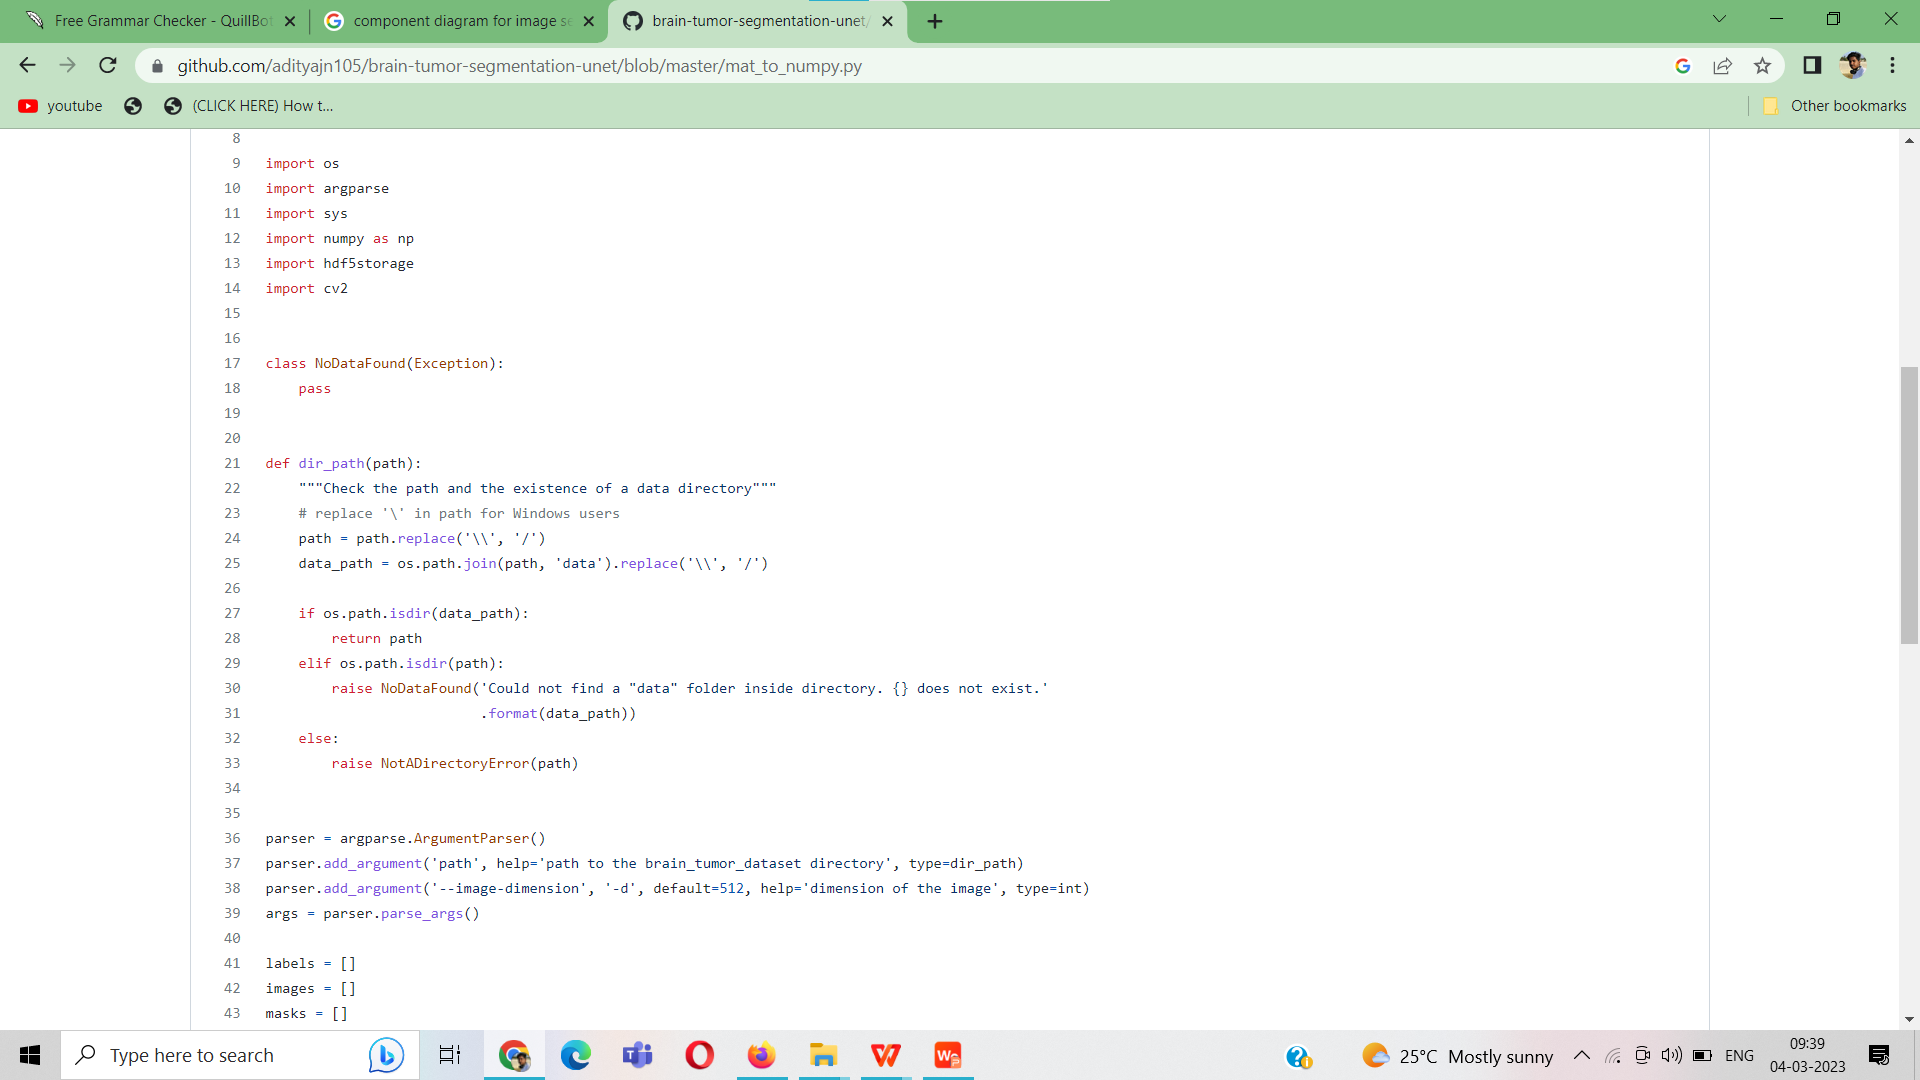 Free Grammar Checker - QuillBo
component diagram for image se
brain-tumor-segmentation-unet/
github.com/adityajn105/brain-tumor-segmentation-unet/blob/master/mat_to_numpy.py
youtube
(CLICK HERE) How t...
Other bookmarks
8
9 import os
10 import argparse
11 import sys
12 import numpy as np
13 import hdf5storage
14 import cv2
15
16
17 class NoDataFound(Exception):
18     pass
19
20
21 def dir_path(path):
22     """Check the path and the existence of a data directory"""
23     # replace '\' in path for Windows users
24     path = path.replace('\\', '/')
25     data_path = os.path.join(path, 'data').replace('\\', '/')
26
27     if os.path.isdir(data_path):
28         return path
29     elif os.path.isdir(path):
30         raise NoDataFound('Could not find a "data" folder inside directory. {} does not exist.'
31                           .format(data_path))
32     else:
33         raise NotADirectoryError(path)
34
35
36 parser = argparse.ArgumentParser()
37 parser.add_argument('path', help='path to the brain_tumor_dataset directory', type=dir_path)
38 parser.add_argument('--image-dimension', '-d', default=512, help='dimension of the image', type=int)
39 args = parser.parse_args()
40
41 labels = []
42 images = []
43 masks = []
Type here to search
25°C Mostly sunny
ENG
09:39
04-03-2023